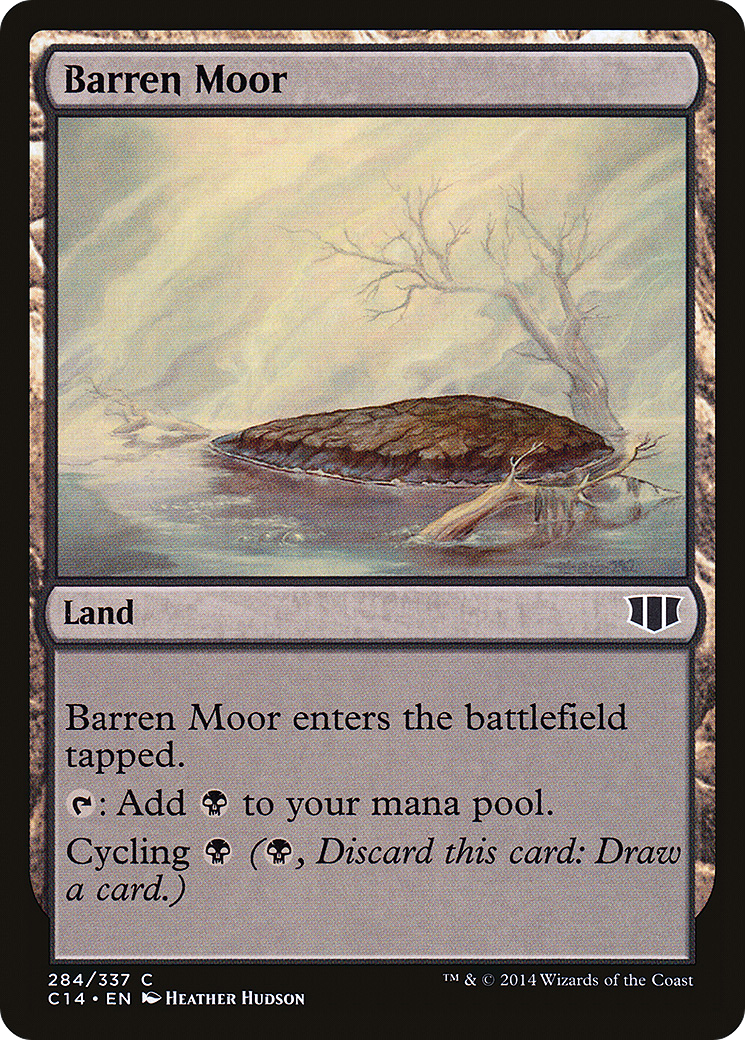 Barren Moor
Land
Barren Moor enters the battlefield
tapped.
: Add to your mana pool.
Cycling (, Discard this card: Draw
a card.)
284/337 C
™ & © 2014 Wizards of the Coast
C14 • EN Heather Hudson